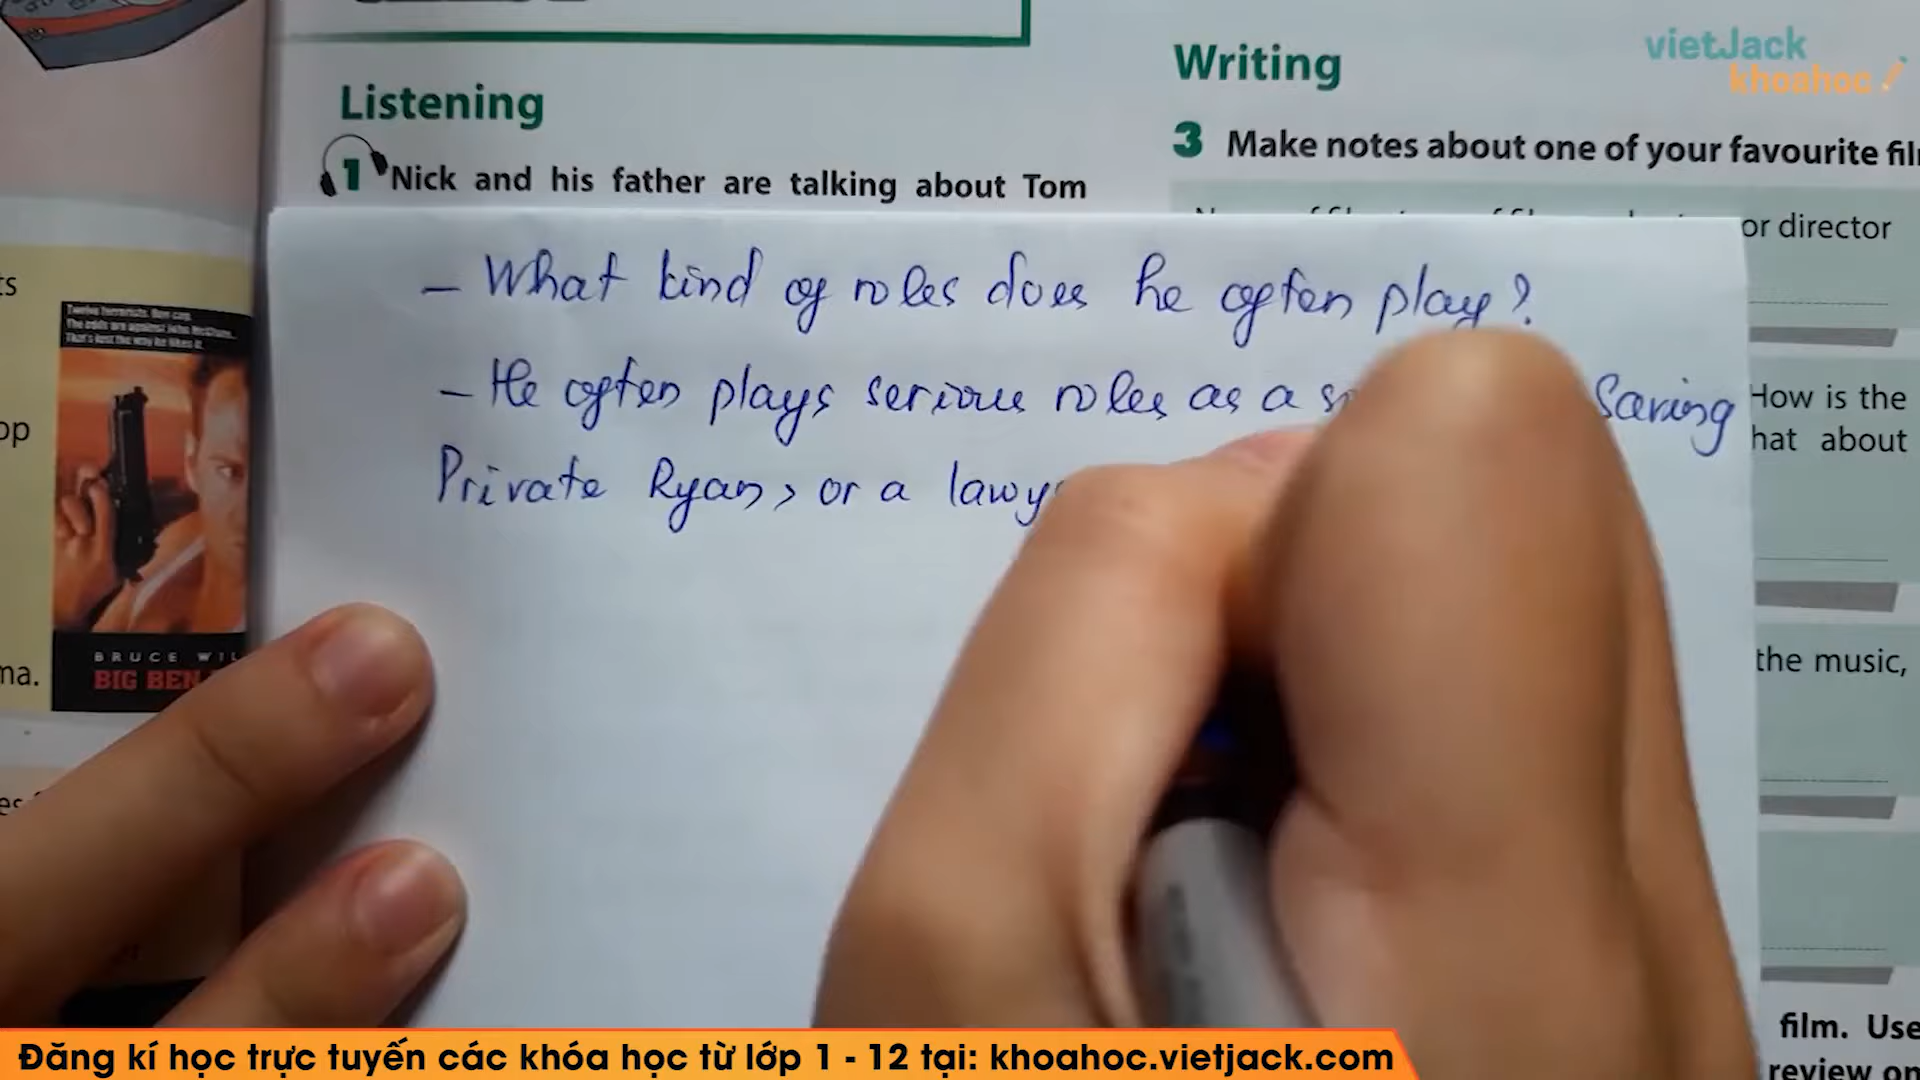 vietJack
khoahoc
Listening
1 Nick and his father are talking about Tom
Writing
3 Make notes about one of your favourite
or director
How is the
hat about
the music,
film. Use
review on
- What kind of roles does he often play?
- He often plays serious roles as a Saving
Private Ryan, or a
BRUCE
BIG BEN
ts
op
ma.
Đăng kí học trực tuyến các khóa học từ lớp 1 - 12 tại: khoahoc.vietjack.com